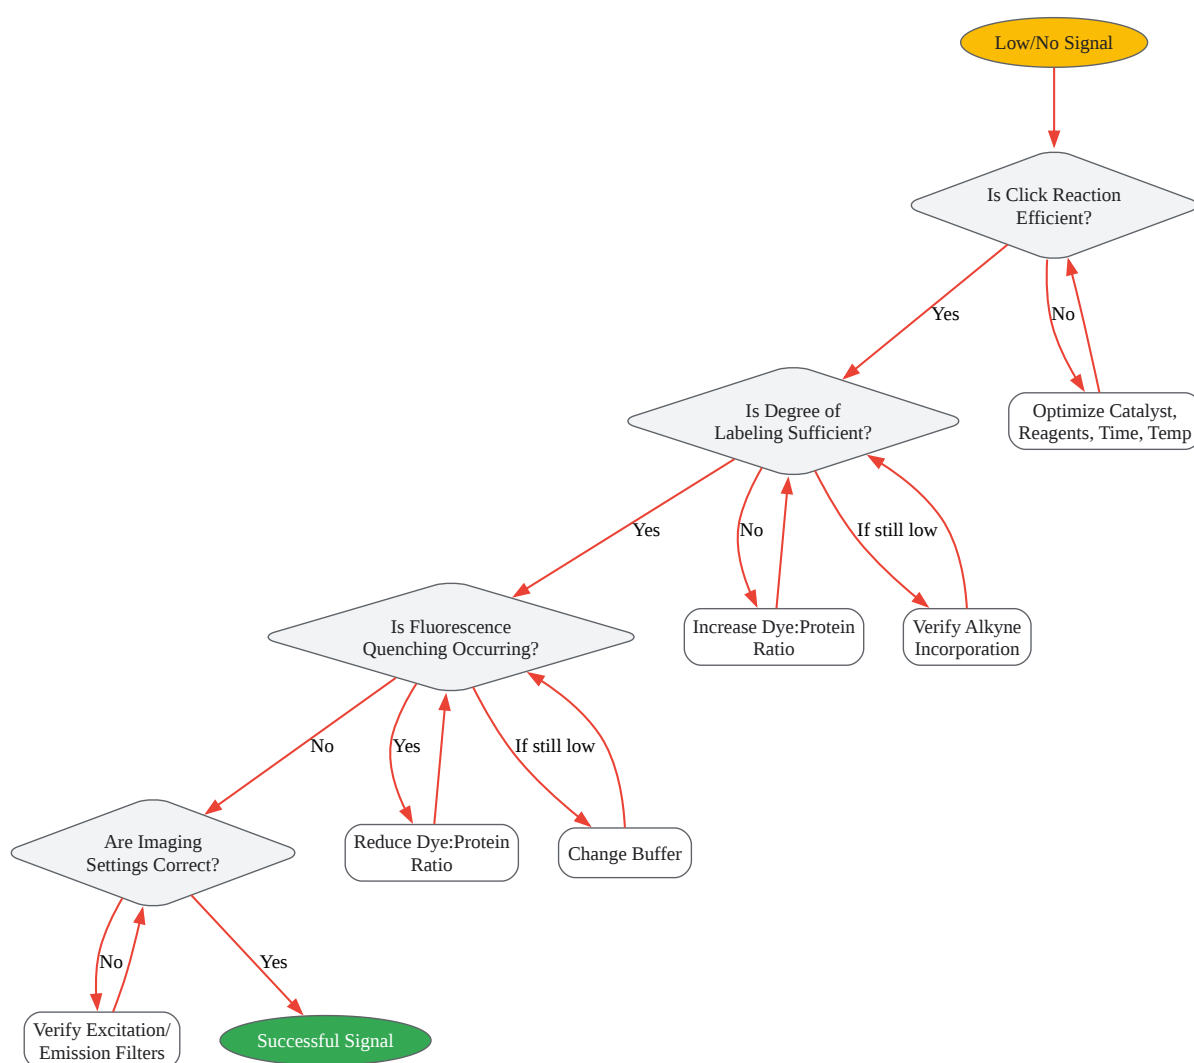 Low/No Signal
Is Click Reaction
Efficient?
Yes
No
Optimize Catalyst,
Reagents, Time, Temp
Is Degree of
Labeling Sufficient?
Yes
No
If still low
Increase Dye:Protein
Ratio
Verify Alkyne
Incorporation
Is Fluorescence
Quenching Occurring?
No
Yes
If still low
Reduce Dye:Protein
Ratio
Change Buffer
Are Imaging
Settings Correct?
No
Yes
Verify Excitation/
Emission Filters
Successful Signal